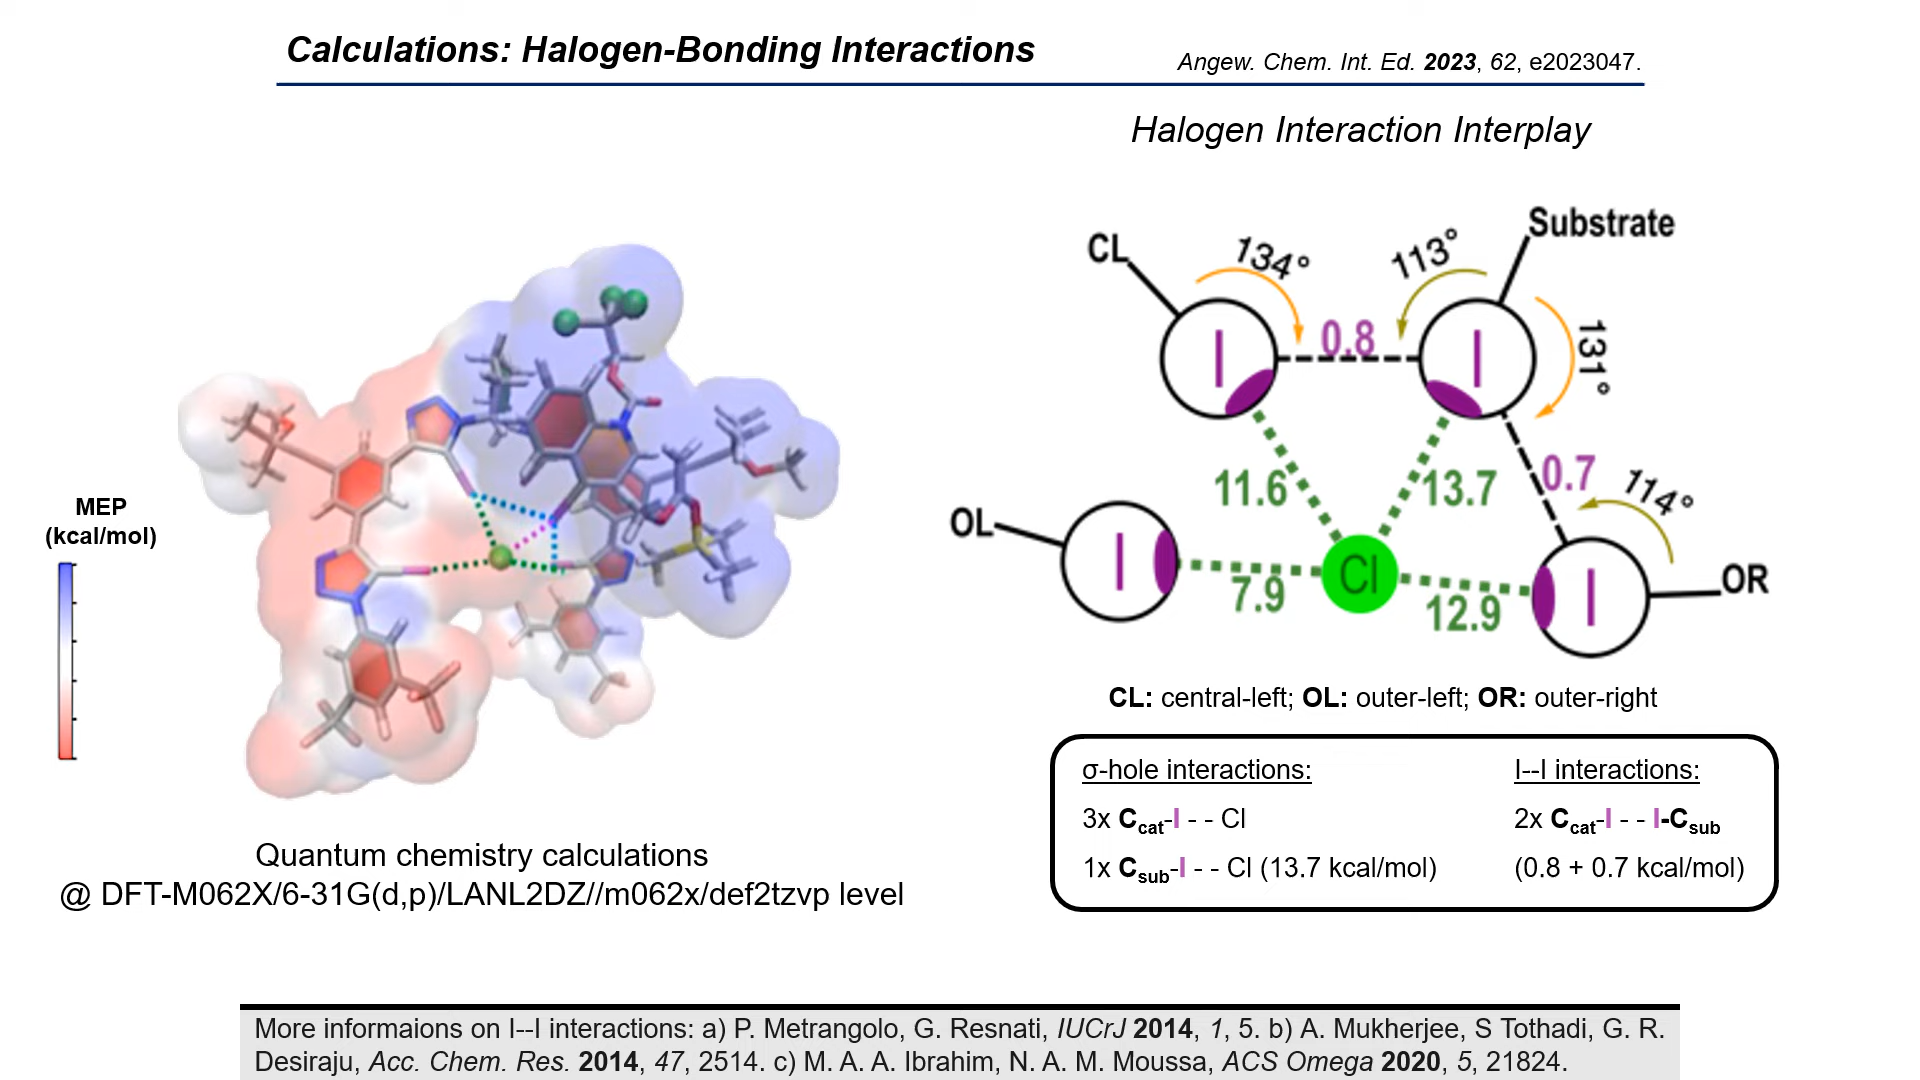 Calculations: Halogen-Bonding Interactions
Angew. Chem. Int. Ed. 2023, 62, e2023047.
Halogen Interaction Interplay
MEP
(kcal/mol)
Quantum chemistry calculations
@ DFT-M062X/6-31G(d,p)/LANL2DZ//m062x/def2tzvp level
Substrate
CL
134°
113°
I
0.8
I
131°
11.6
13.7
0.7
114°
OL
I
7.9
Cl
12.9
I
OR
CL: central-left; OL: outer-left; OR: outer-right
σ-hole interactions:
3x Ccat-I - - Cl
1x Csub-I - - Cl (13.7 kcal/mol)
I--I interactions:
2x Ccat-I - - I-Csub
(0.8 + 0.7 kcal/mol)
More informaions on I--I interactions: a) P. Metrangolo, G. Resnati, IUCrJ 2014, 1, 5. b) A. Mukherjee, S Tothadi, G. R.
Desiraju, Acc. Chem. Res. 2014, 47, 2514. c) M. A. A. Ibrahim, N. A. M. Moussa, ACS Omega 2020, 5, 21824.